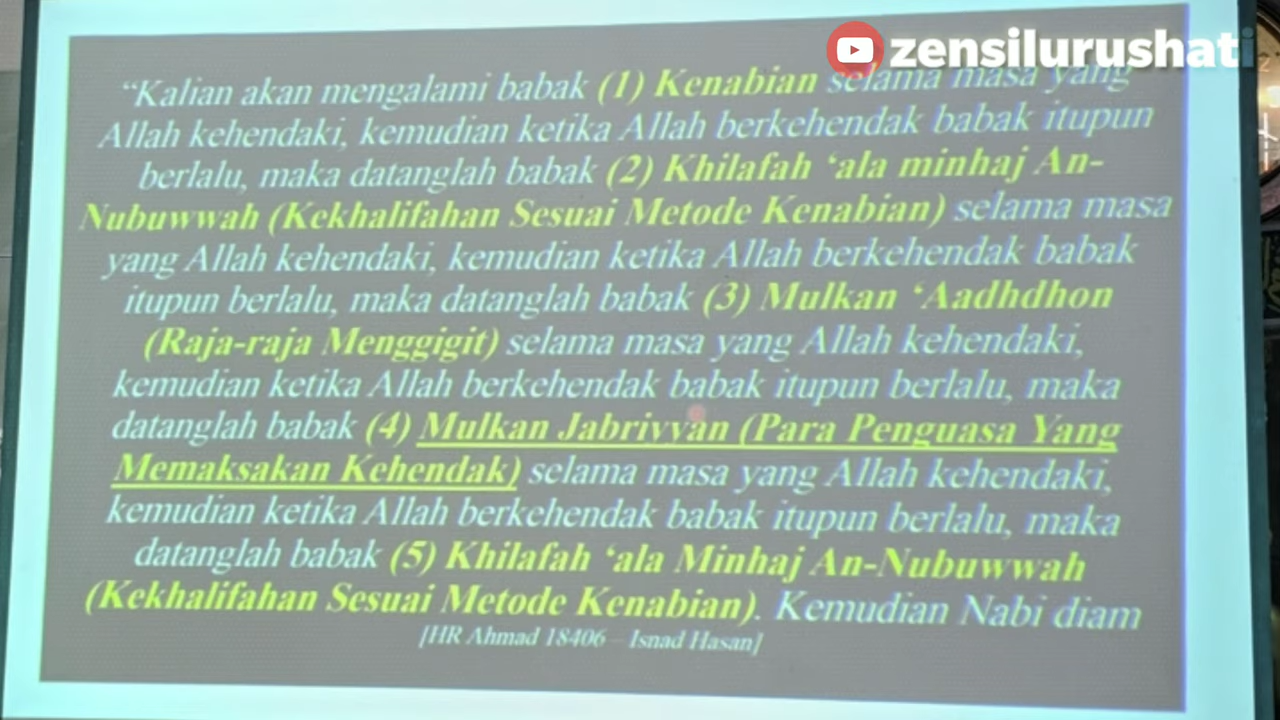 zensilurushati
“Kalian akan mengalami babak (1) Kenabian selama masa yang
Allah kehendaki, kemudian ketika Allah berkehendak babak itupun
berlalu, maka datanglah babak (2) Khilafah ‘ala minhaj An-
Nubuwwah (Kekhalifahan Sesuai Metode Kenabian) selama masa
yang Allah kehendaki, kemudian ketika Allah berkehendak babak
itupun berlalu, maka datanglah babak (3) Mulkan ‘Aadhdhon
(Raja-raja Menggigit) selama masa yang Allah kehendaki,
kemudian ketika Allah berkehendak babak itupun berlalu, maka
datanglah babak (4) Mulkan Jabriyyan (Para Penguasa Yang
Memaksakan Kehendak) selama masa yang Allah kehendaki,
kemudian ketika Allah berkehendak babak itupun berlalu, maka
datanglah babak (5) Khilafah ‘ala Minhaj An-Nubuwwah
(Kekhalifahan Sesuai Metode Kenabian). Kemudian Nabi diam
[HR Ahmad 18406 – Isnad Hasan]